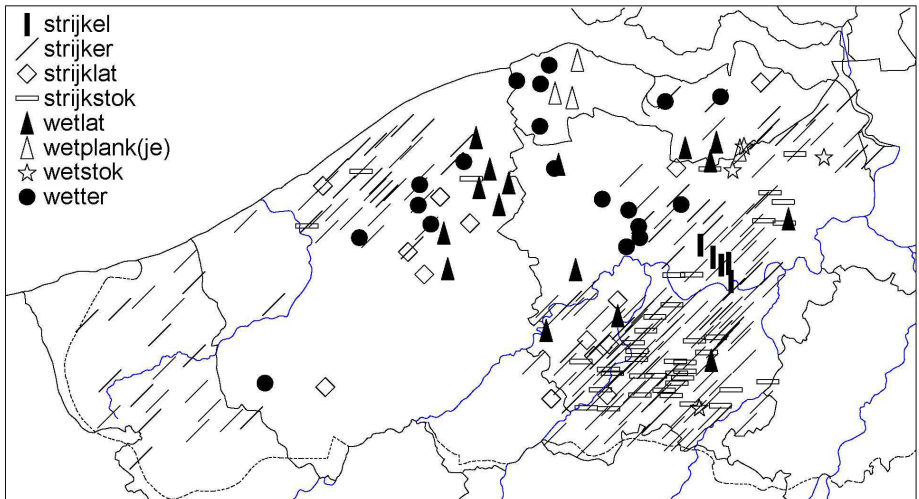 strijkel
strijker
strijklat
strijkstok
wetlat
wetplank(je)
wetstok
wetter